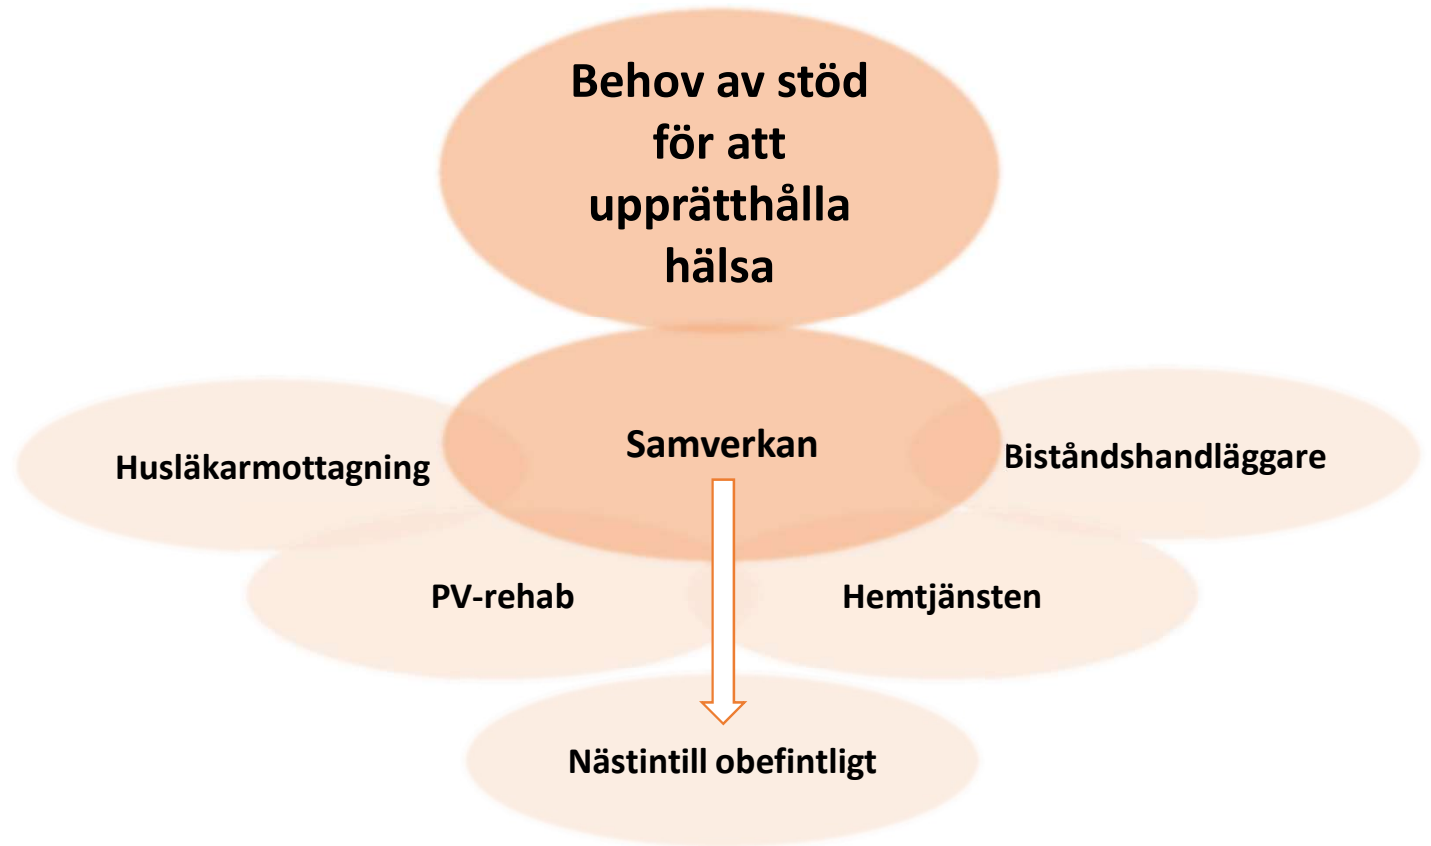 Behov av stöd
för att
upprätthålla
hälsa
Samverkan
Husläkarmottagning
Biståndshandläggare
PV-rehab
Hemtjänsten
Nästintill obefintligt